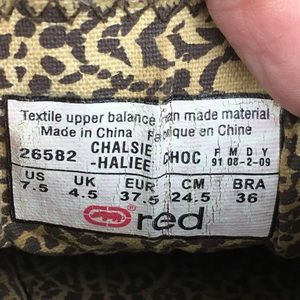 Textile upper balance man made material
Made in China Fabrique en Chine
26582 CHALSIE -HALIEE CHOC F M D Y 91 08-2-09
US UK EUR CM BRA
7.5 4.5 37.5 24.5 36
red